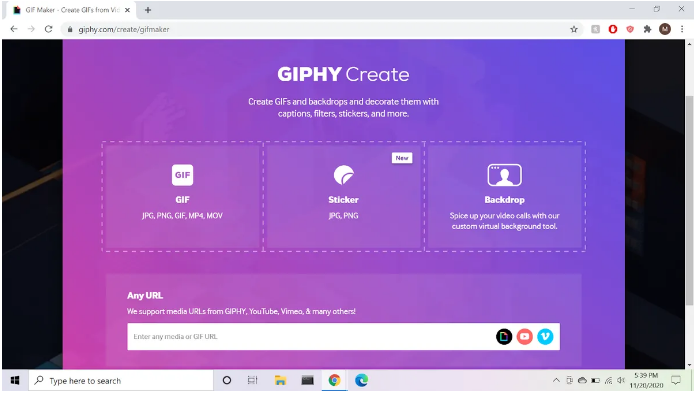 GIF Maker - Create GIFs from Vid
giphy.com/create/gifmaker
M
GIPHY Create
Create GIFs and backdrops and decorate them with
captions, filters, stickers, and more.
New
GIF
GIF
JPG, PNG, GIF, MP4, MOV
Sticker
JPG, PNG
Backdrop
Spice up your video calls with our
custom virtual background tool.
Any URL
We support media URLs from GIPHY, YouTube, Vimeo, & many others!
Enter any media or GIF URL
Type here to search
5:39 PM
11/20/2020